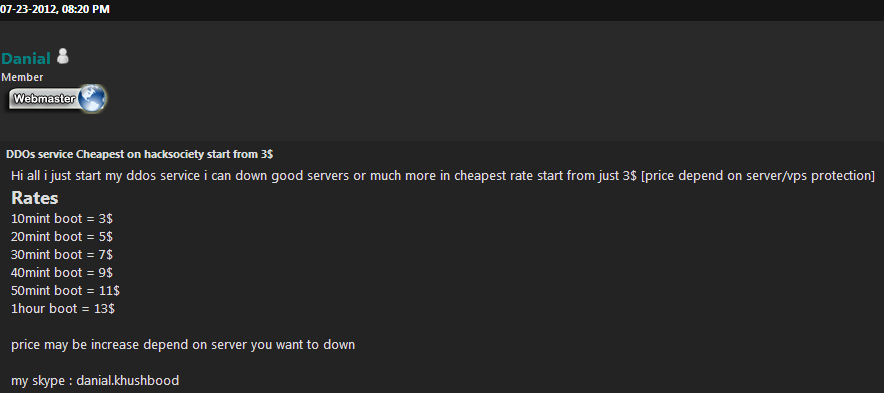 07-23-2012, 08:20 PM
Danial
Member
Webmaster
DDOs service Cheapest on hacksociety start from 3$
Hi all i just start my ddos service i can down good servers or much more in cheapest rate start from just 3$ [price depend on server/vps protection]
Rates
10mint boot = 3$
20mint boot = 5$
30mint boot = 7$
40mint boot = 9$
50mint boot = 11$
1hour boot = 13$
price may be increase depend on server you want to down
my skype : danial.khushbood